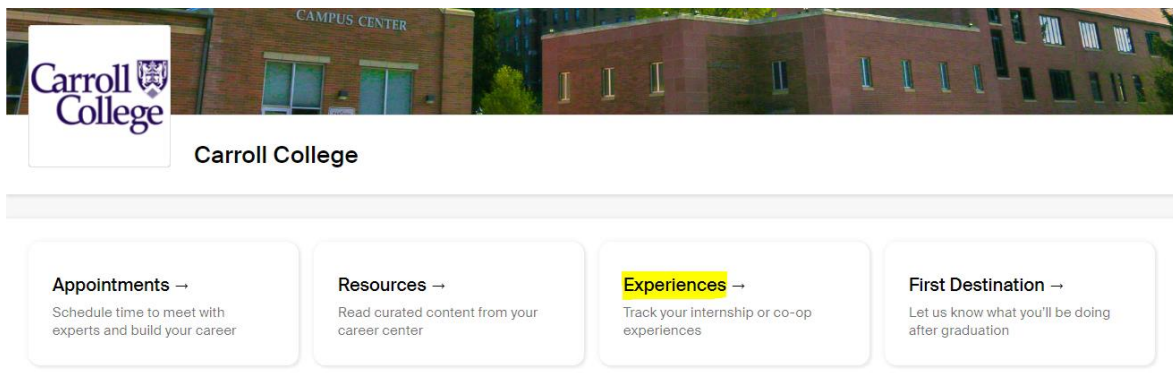 CAMPUS CENTER
Carroll
College
Carroll College
Appointments →
Schedule time to meet with
experts and build your career
Resources →
Read curated content from your
career center
Experiences →
Track your internship or co-op
experiences
First Destination →
Let us know what you'll be doing
after graduation